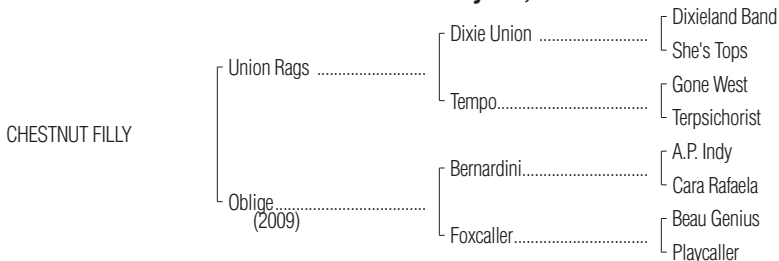 Dixieland Band
Dixie Union ........................
She's Tops
Union Rags ........................
Gone West
Tempo.................................
Terpsichorist
CHESTNUT FILLY
A.P. Indy
Bernardini...........................
Cara Rafaela
Oblige.................................
(2009)
Beau Genius
Foxcaller.............................
Playcaller